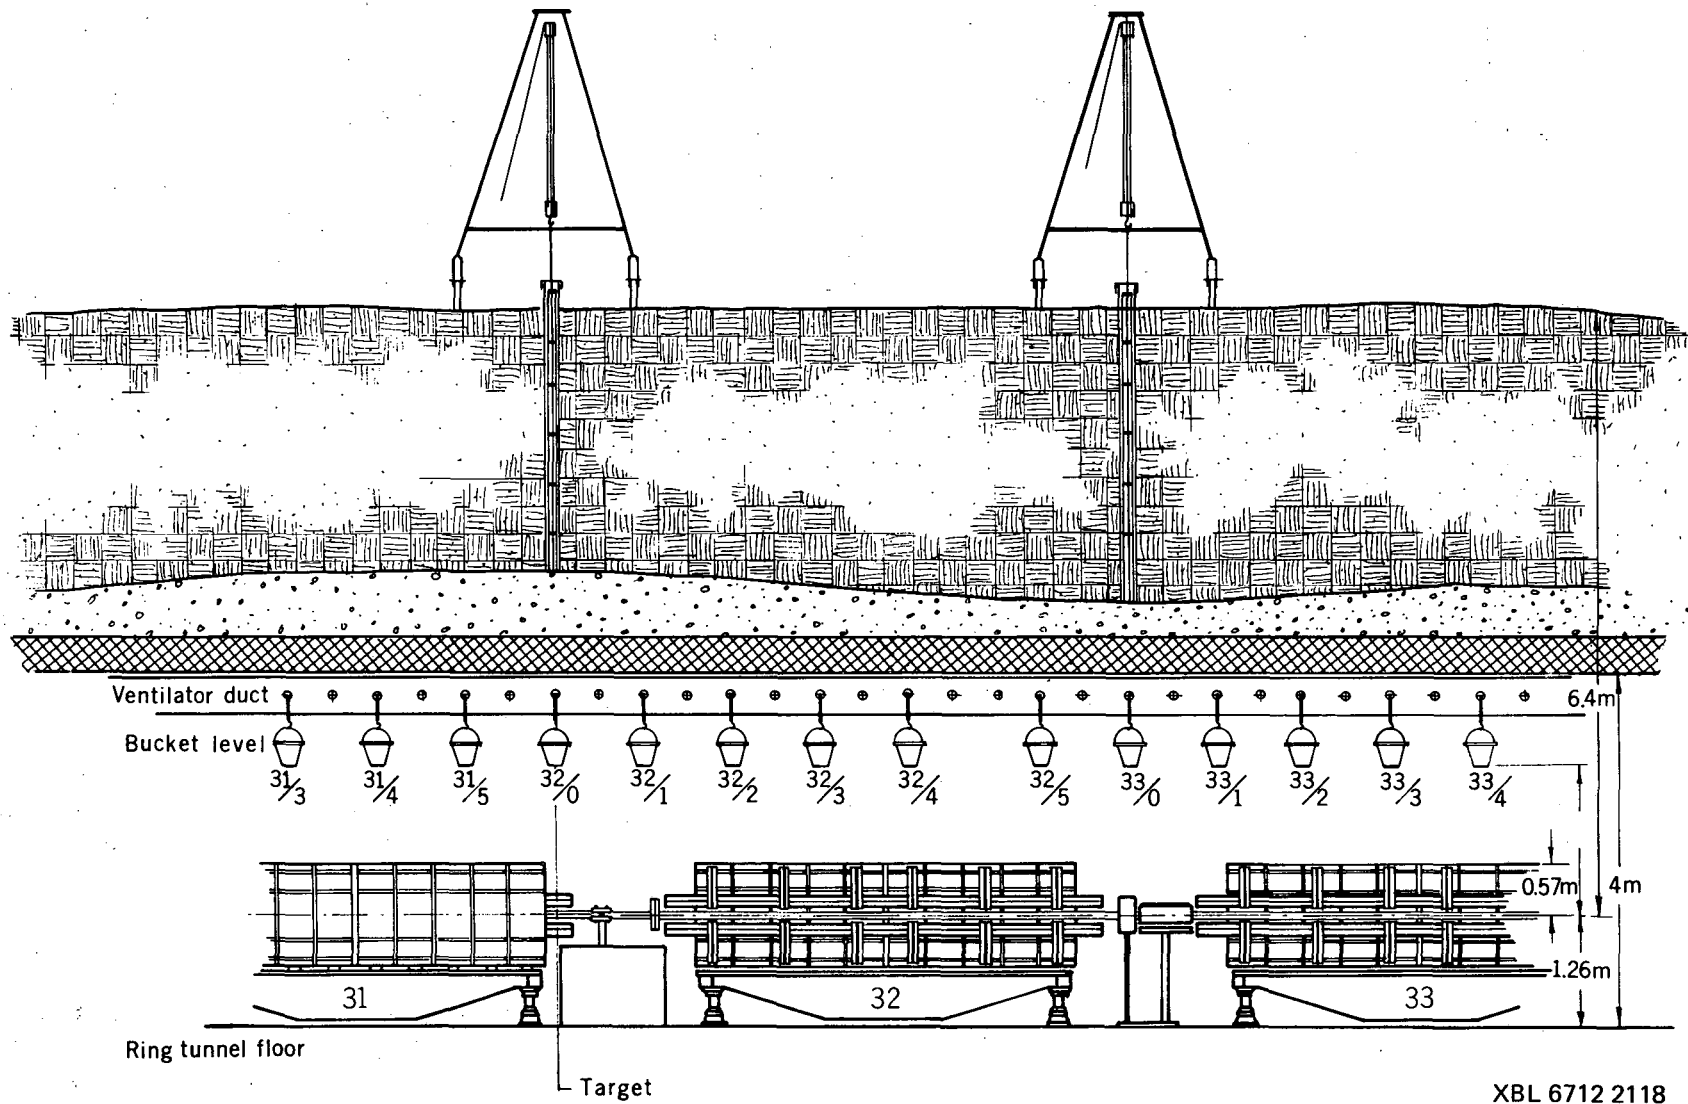 Ventilator duct
6.4m
Bucket level
31/3 31/4 31/5 32/0 32/1 32/2 32/3 32/4 32/5 33/0 33/1 33/2 33/3 33/4
0.57m 4m
1.26m
31 32 33
Ring tunnel floor
Target
XBL 6712 2118